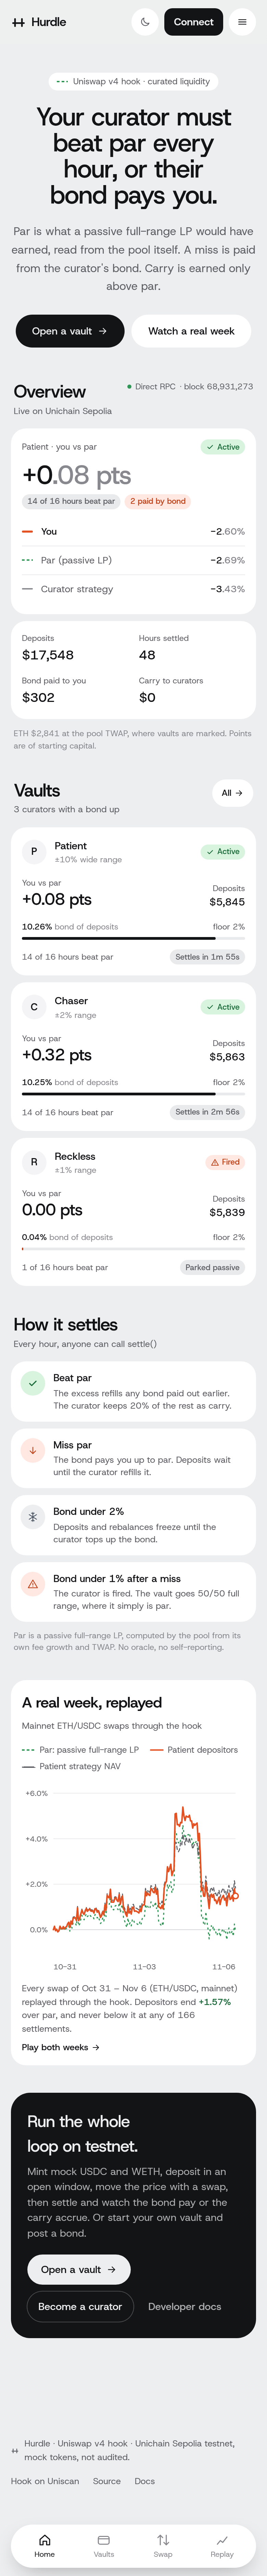 Hurdle
Connect
Uniswap v4 hook · curated liquidity
Your curator must
beat par every
hour, or their
bond pays you.
Par is what a passive full-range LP would have
earned, read from the pool itself. A miss is paid
from the curator's bond. Carry is earned only
above par.
Open a vault →
Watch a real week
Overview
Direct RPC · block 68,931,273
Live on Unichain Sepolia
Patient · you vs par
Active
+0.08 pts
14 of 16 hours beat par
2 paid by bond
You
-2.60%
Par (passive LP)
-2.69%
Curator strategy
-3.43%
Deposits
Hours settled
$17,548
48
Bond paid to you
Carry to curators
$302
$0
ETH $2,841 at the pool TWAP, where vaults are marked. Points
are of starting capital.
Vaults
All →
3 curators with a bond up
P
Patient
±10% wide range
Active
You vs par
Deposits
+0.08 pts
$5,845
10.26% bond of deposits
floor 2%
14 of 16 hours beat par
Settles in 1m 55s
C
Chaser
±2% range
Active
You vs par
Deposits
+0.32 pts
$5,863
10.25% bond of deposits
floor 2%
14 of 16 hours beat par
Settles in 2m 56s
R
Reckless
±1% range
Fired
You vs par
Deposits
0.00 pts
$5,839
0.04% bond of deposits
floor 2%
1 of 16 hours beat par
Parked passive
How it settles
Every hour, anyone can call settle()
Beat par
The excess refills any bond paid out earlier.
The curator keeps 20% of the rest as carry.
Miss par
The bond pays you up to par. Deposits wait
until the curator refills it.
Bond under 2%
Deposits and rebalances freeze until the
curator tops up the bond.
Bond under 1% after a miss
The curator is fired. The vault goes 50/50 full
range, where it simply is par.
Par is a passive full-range LP, computed by the pool from its
own fee growth and TWAP. No oracle, no self-reporting.
A real week, replayed
Mainnet ETH/USDC swaps through the hook
Par: passive full-range LP
Patient depositors
Patient strategy NAV
+6.0%
+4.0%
+2.0%
0.0%
10-31
11-03
11-06
Every swap of Oct 31 – Nov 6 (ETH/USDC, mainnet)
replayed through the hook. Depositors end +1.57%
over par, and never below it at any of 166
settlements.
Play both weeks →
Run the whole
loop on testnet.
Mint mock USDC and WETH, deposit in an
open window, move the price with a swap,
then settle and watch the bond pay or the
carry accrue. Or start your own vault and
post a bond.
Open a vault →
Become a curator
Developer docs
Hurdle · Uniswap v4 hook · Unichain Sepolia testnet,
mock tokens, not audited.
Hook on Uniscan
Source
Docs
Home
Vaults
Swap
Replay